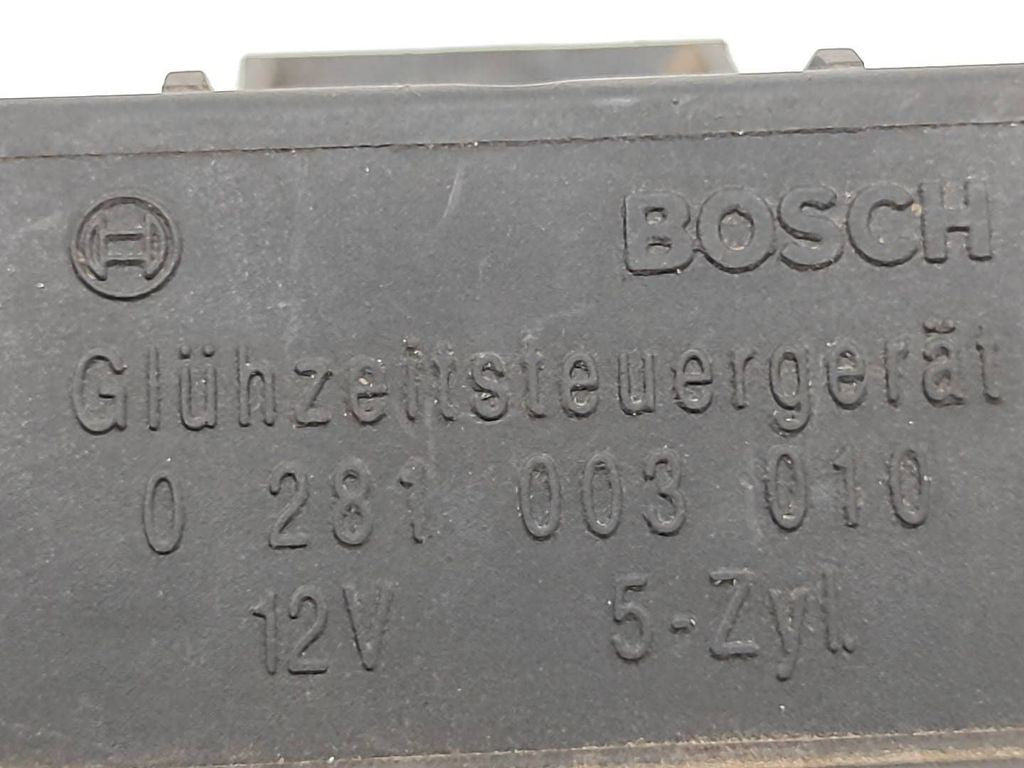 BOSCH
Glühzeitsteuergerät
0 281 003 010
12V 5-Zyl.